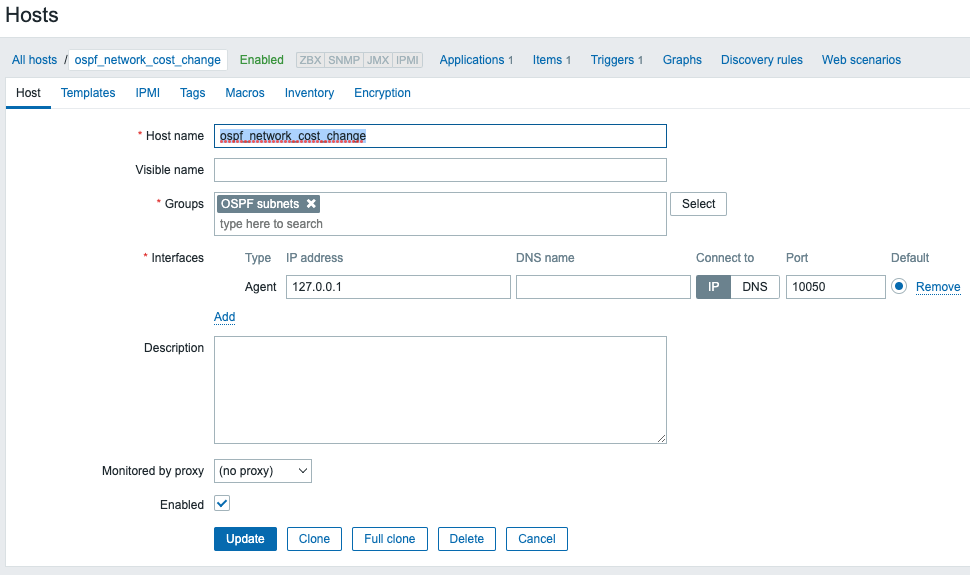 Hosts
All hosts / ospf_network_cost_change Enabled ZBX SNMP JMX IPMI Applications 1 Items 1 Triggers 1 Graphs Discovery rules Web scenarios
Host Templates IPMI Tags Macros Inventory Encryption
* Host name ospf_network_cost_change
Visible name
* Groups OSPF subnets ✖ Select
type here to search
* Interfaces Type IP address DNS name Connect to Port Default
Agent 127.0.0.1 IP DNS 10050 Remove
Add
Description
Monitored by proxy (no proxy)
Enabled
Update Clone Full clone Delete Cancel